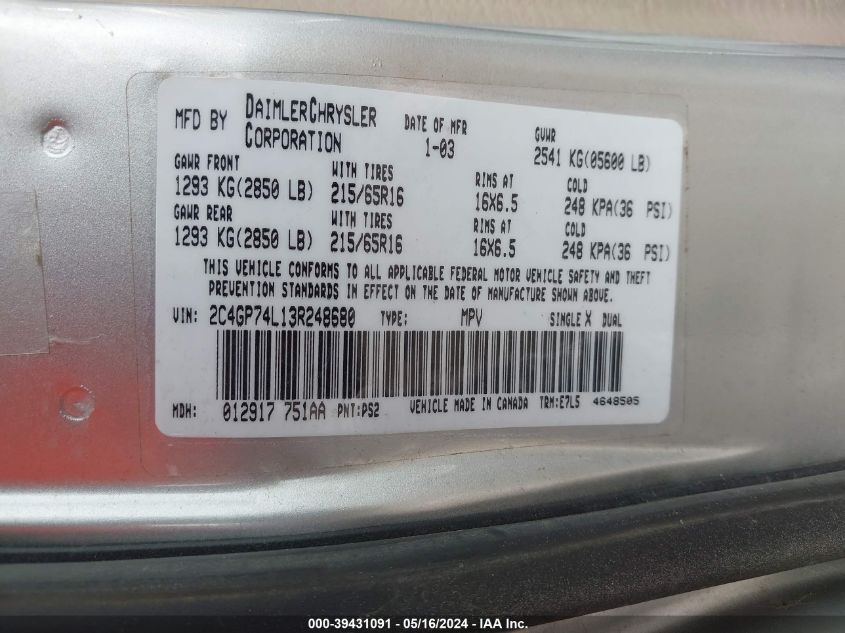 MFD BY DAIMLERCHRYSLER CORPORATION DATE OF MFR 1-03 GVWR 2541 KG(05600 LB)
GAWR FRONT WITH TIRES RIMS AT COLD
1293 KG(2850 LB) 215/65R16 16X6.5 248 KPA(36 PSI)
GAWR REAR WITH TIRES RIMS AT COLD
1293 KG(2850 LB) 215/65R16 16X6.5 248 KPA(36 PSI)
THIS VEHICLE CONFORMS TO ALL APPLICABLE FEDERAL MOTOR VEHICLE SAFETY AND THEFT
PREVENTION STANDARDS IN EFFECT ON THE DATE OF MANUFACTURE SHOWN ABOVE.
VIN: 2C4GP74L13R248680 TYPE: MPV SINGLE X DUAL
MDH: 012917 751AA PNT:PS2 VEHICLE MADE IN CANADA TRM:E7L5 4648505
000-39431091 - 05/16/2024 - IAA Inc.